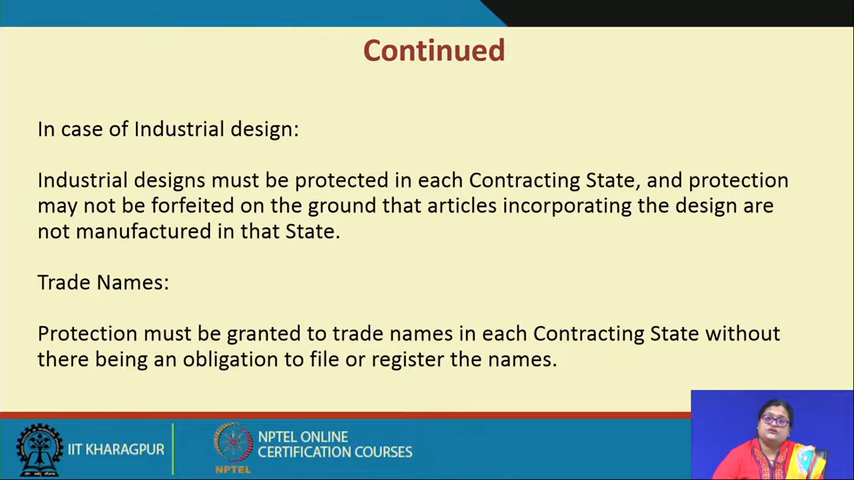 Continued
In case of Industrial design:
Industrial designs must be protected in each Contracting State, and protection
may not be forfeited on the ground that articles incorporating the design are
not manufactured in that State.
Trade Names:
Protection must be granted to trade names in each Contracting State without
there being an obligation to file or register the names.
IIT KHARAGPUR
NPTEL
NPTEL ONLINE
CERTIFICATION COURSES